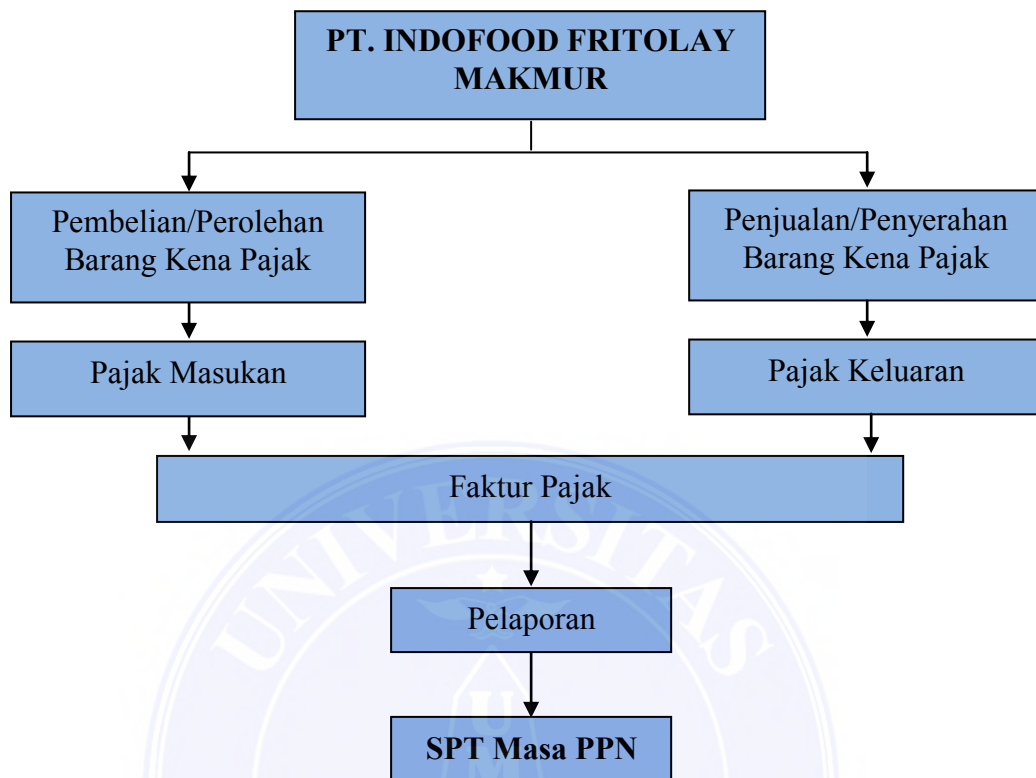 PT. INDOFOOD FRITOLAY
MAKMUR
Pembelian/Perolehan
Barang Kena Pajak
Penjualan/Penyerahan
Barang Kena Pajak
Pajak Masukan
Pajak Keluaran
Faktur Pajak
UNIVERSITAS
Pelaporan
U
M
SPT Masa PPN